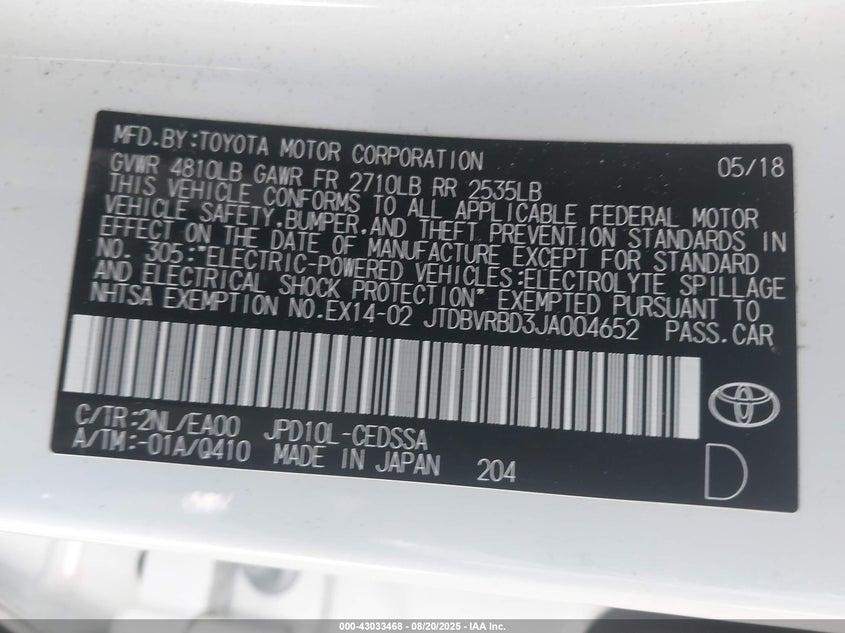 MFD.BY:TOYOTA MOTOR CORPORATION 05/18
GVWR 4810LB GAWR FR 2710LB RR 2535LB
THIS VEHICLE CONFORMS TO ALL APPLICABLE FEDERAL MOTOR
VEHICLE SAFETY,BUMPER,AND THEFT PREVENTION STANDARDS IN
EFFECT ON THE DATE OF MANUFACTURE EXCEPT FOR STANDARD
NO. 305:"ELECTRIC-POWERED VEHICLES:ELECTROLYTE SPILLAGE
AND ELECTRICAL SHOCK PROTECTION" EXEMPTED PURSUANT TO
NHTSA EXEMPTION NO.EX14-02 JTDBVRBD3JA004652 PASS.CAR
C/TR:2NL/EA00 JPD10L-CEDSSA
A/TM:-01A/Q410 MADE IN JAPAN 204
D
000-43033468 - 08/20/2025 - IAA Inc.